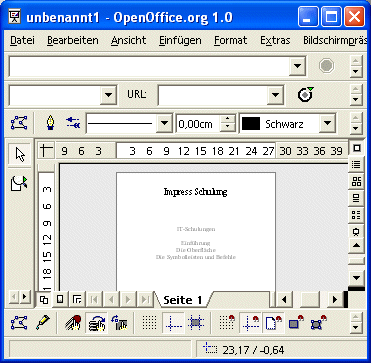 unbenannt1 - OpenOffice.org 1.0
Datei Bearbeiten Ansicht Einfügen Format Extras Bildschirmpräs
URL:
0,00cm Schwarz
9 6 3 3 6 9 12 15 18 21 24 27 30 33 36 39
3
6
9
12
15
18
Impress Schulung
IT-Schulungen
Einführung
Die Oberfläche
Die Symbolleisten und Befehle
Seite 1
23,17 / -0,64